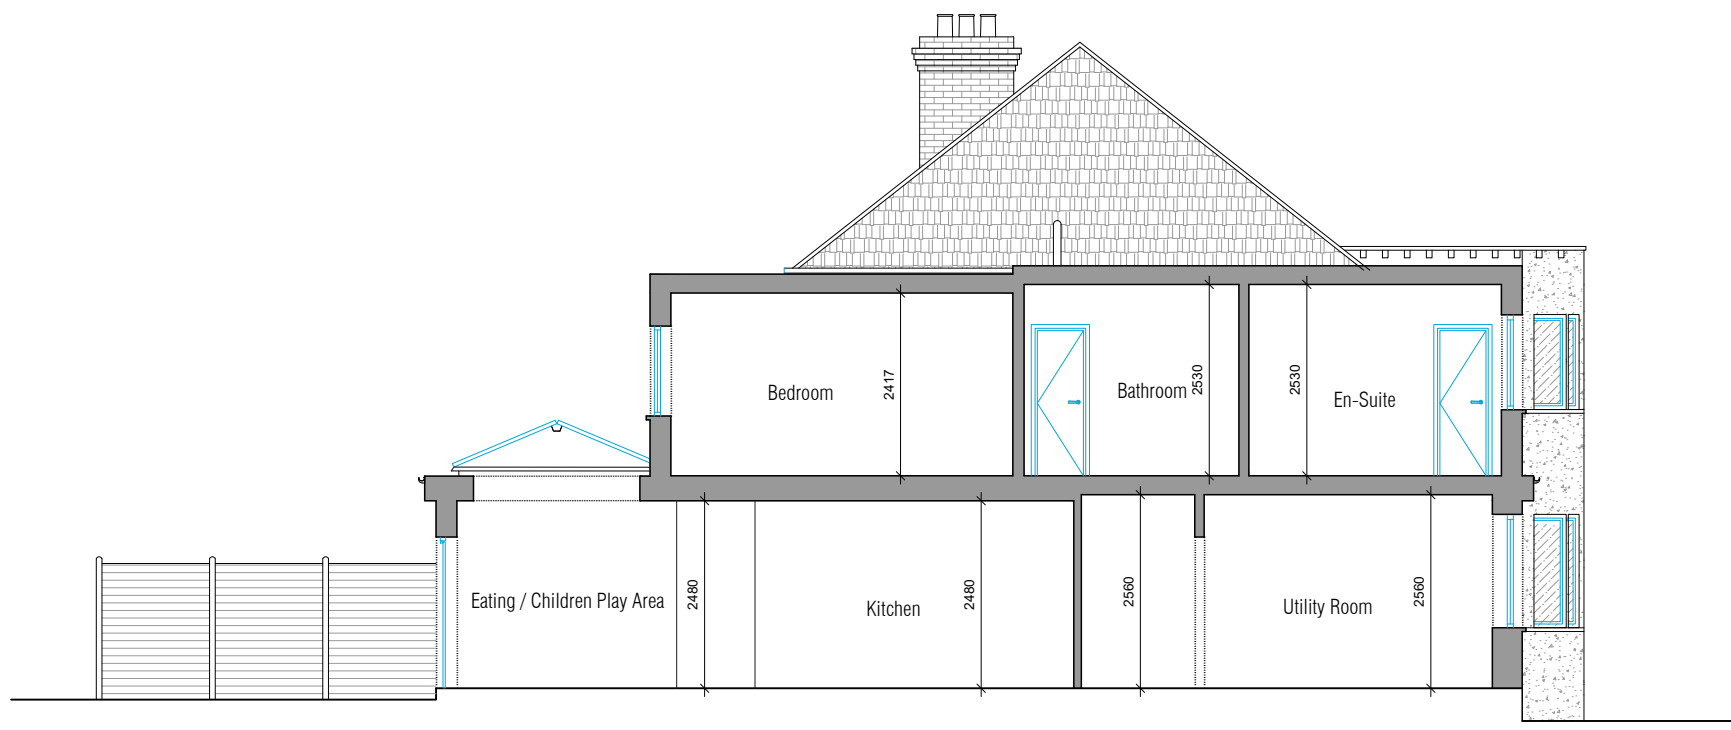 Bedroom
2417
Bathroom
2530
2530
En-Suite
Eating / Children Play Area
2480
Kitchen
2480
2560
Utility Room
2560